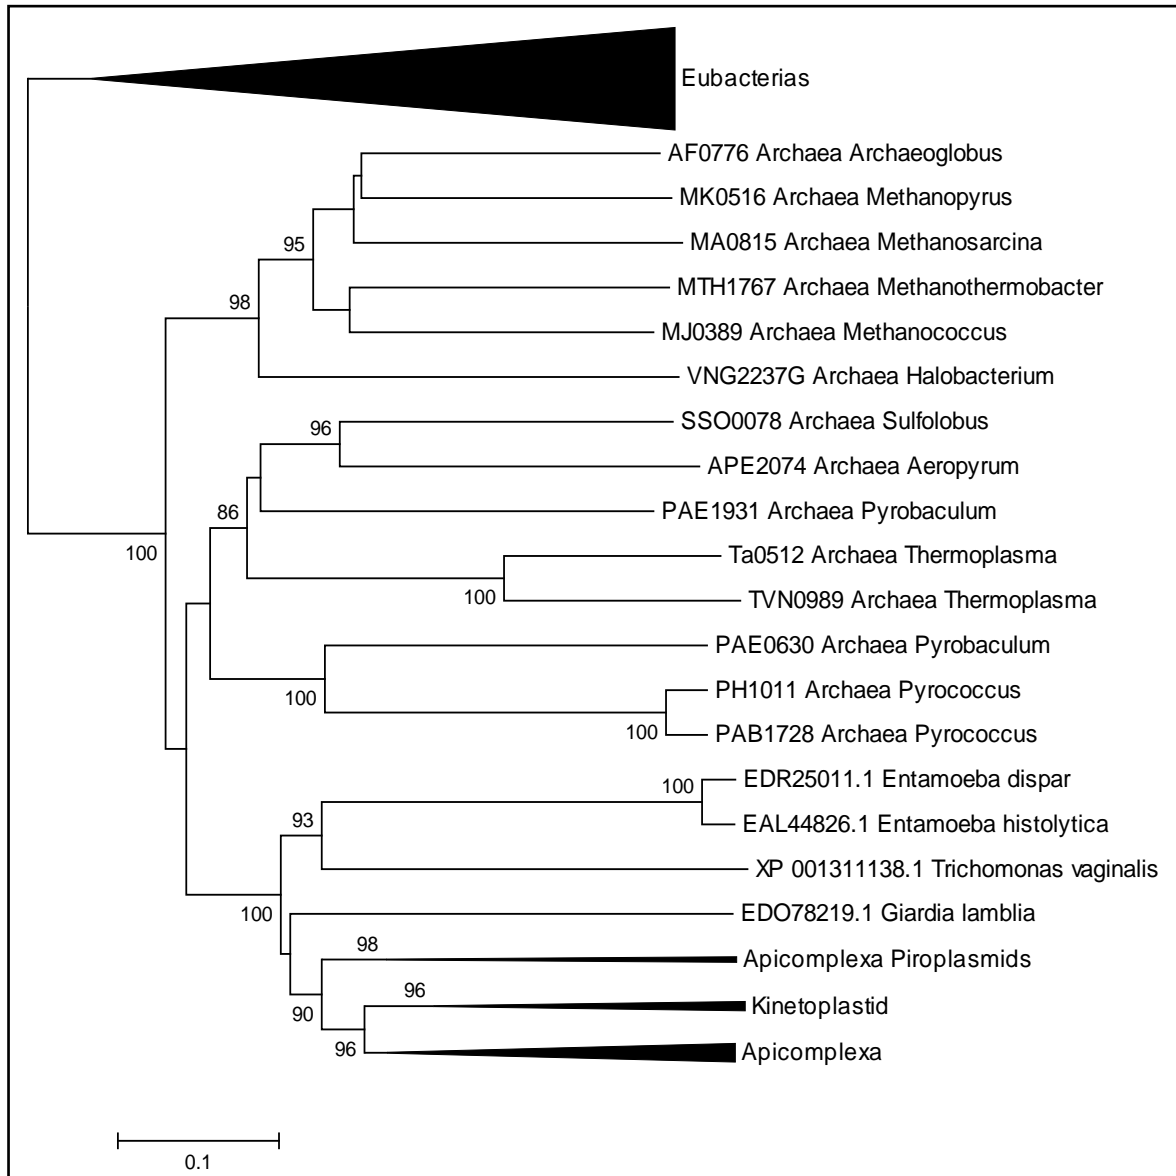 Eubacterias
AF0776 Archaea Archaeoglobus
MK0516 Archaea Methanopyrus
MA0815 Archaea Methanosarcina
95
MTH1767 Archaea Methanothermobacter
98
MJ0389 Archaea Methanococcus
VNG2237G Archaea Halobacterium
SSO0078 Archaea Sulfolobus
96
APE2074 Archaea Aeropyrum
PAE1931 Archaea Pyrobaculum
86
100
Ta0512 Archaea Thermoplasma
100
TVN0989 Archaea Thermoplasma
PAE0630 Archaea Pyrobaculum
100
PH1011 Archaea Pyrococcus
100
PAB1728 Archaea Pyrococcus
100
EDR25011.1 Entamoeba dispar
93
EAL44826.1 Entamoeba histolytica
XP 001311138.1 Trichomonas vaginalis
100
EDO78219.1 Giardia lamblia
98
Apicomplexa Piroplasmids
96
Kinetoplastid
90
96
Apicomplexa
0.1